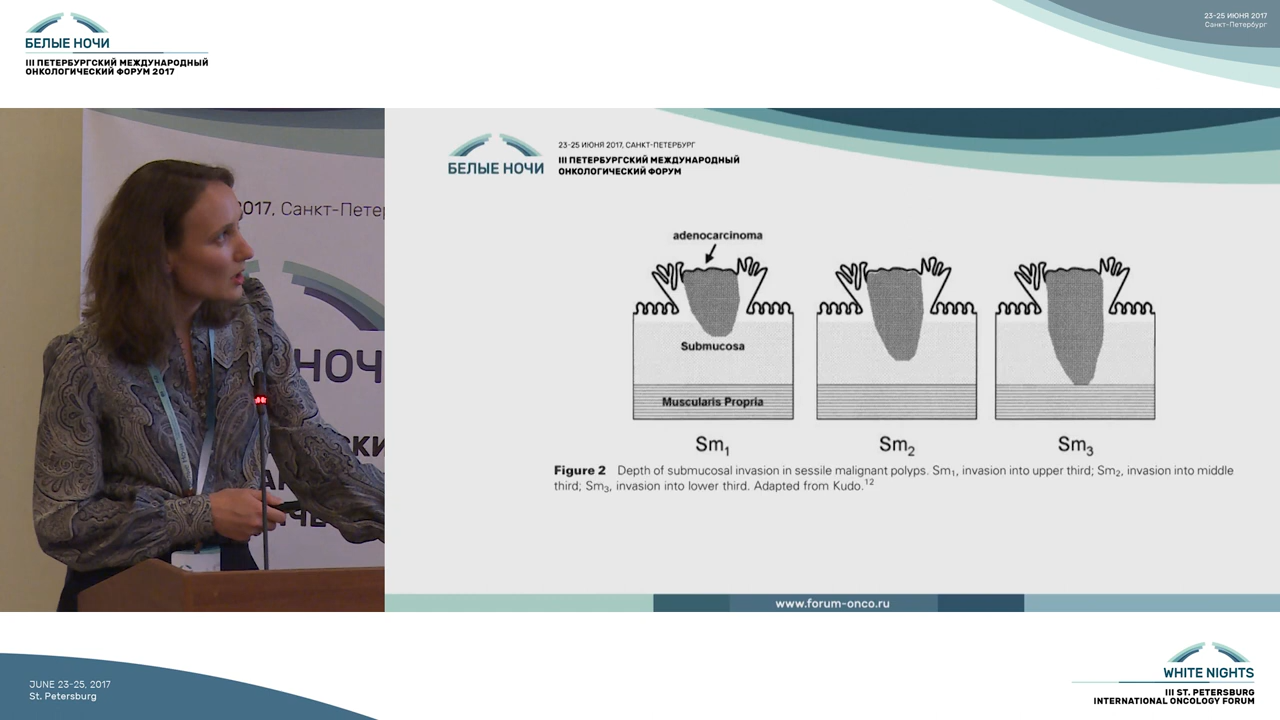 БЕЛЫЕ НОЧИ
III ПЕТЕРБУРГСКИЙ МЕЖДУНАРОДНЫЙ
ОНКОЛОГИЧЕСКИЙ ФОРУМ 2017
23-25 ИЮНЯ 2017
Санкт-Петербург
2017, Санкт-Петер
НОЧ
БЕЛЫЕ НОЧИ
23-25 ИЮНЯ 2017, САНКТ-ПЕТЕРБУРГ
III ПЕТЕРБУРГСКИЙ МЕЖДУНАРОДНЫЙ
ОНКОЛОГИЧЕСКИЙ ФОРУМ
adenocarcinoma
Submucosa
Muscularis Propria
Sm₁ Sm₂ Sm₃
Figure 2 Depth of submucosal invasion in sessile malignant polyps. Sm₁, invasion into upper third; Sm₂, invasion into middle
third; Sm₃, invasion into lower third. Adapted from Kudo.¹²
www.forum-onco.ru
JUNE 23-25, 2017
St. Petersburg
WHITE NIGHTS
III ST. PETERSBURG
INTERNATIONAL ONCOLOGY FORUM